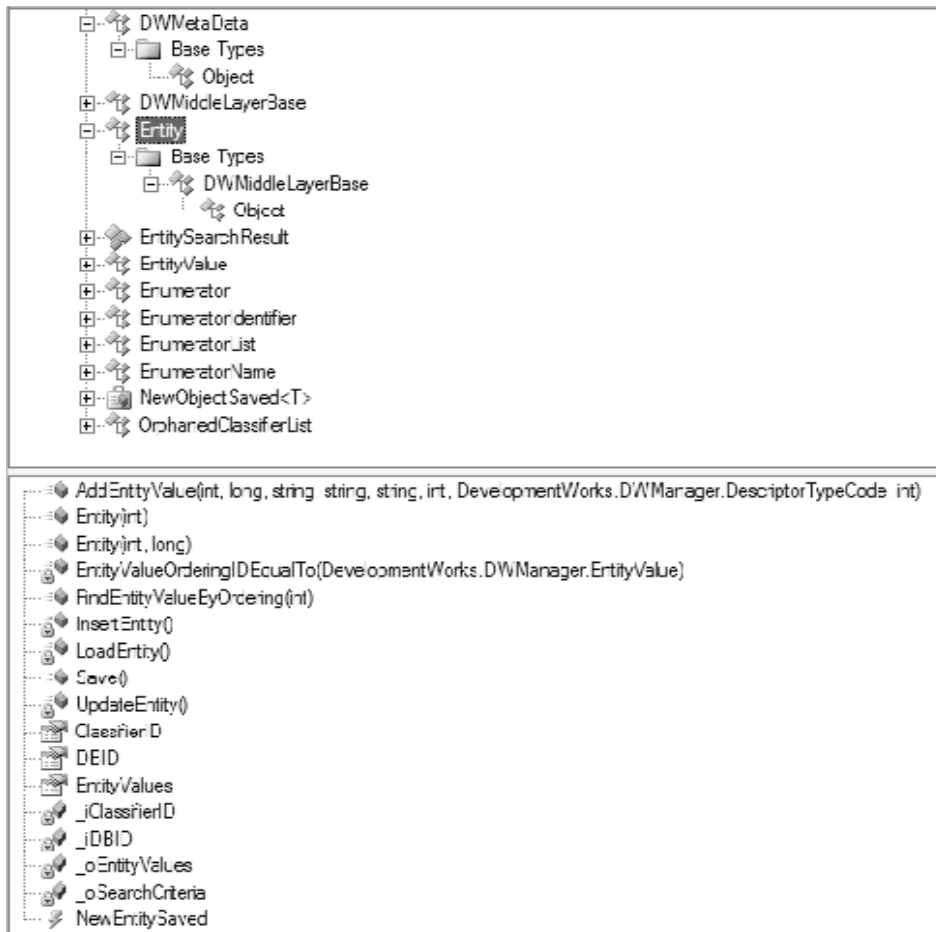 DWMetaData
Base Types
Object
DWMiddleLayerBase
Entity
Base Types
DWMiddleLayerBase
Object
EntitySearchResult
EntityValue
Enumerator
EnumeratorIdentifier
EnumeratorList
EnumeratorName
NewObjectSaved<T>
OrphanedClassifierList
AddEntityValue(int, long, string, string, string, int, DevelopmentWorks.DWManager.DescriptorTypeCode, int)
Entity(int)
Entity(int, long)
EntityValueOrderingIDEqualTo(DevelopmentWorks.DWManager.EntityValue)
FindEntityValueByOrdering(int)
InsertEntity()
LoadEntity()
Save()
UpdateEntity()
ClassifierID
DBID
EntityValues
_iClassifierID
_iDBID
_oEntityValues
_oSearchCriteria
NewEntitySaved